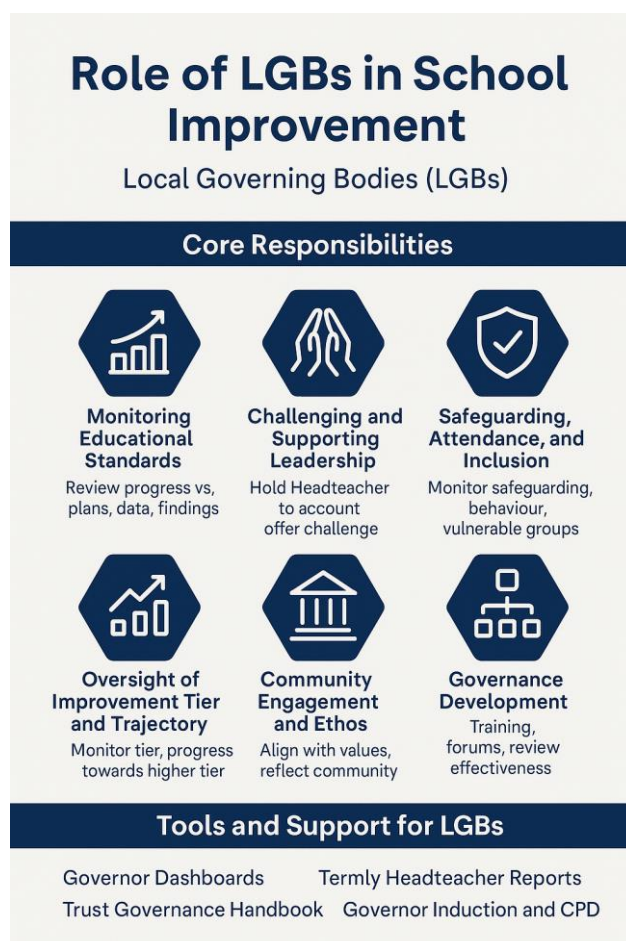 Role of LGBs in School
Improvement
Local Governing Bodies (LGBs)
Core Responsibilities
Monitoring
Educational
Standards
Review progress vs,
plans, data, findings
Challenging and
Supporting
Leadership
Hold Headteacher
to account
offer challenge
Safeguarding,
Attendance, and
Inclusion
Monitor safeguarding,
behaviour,
vulnerable groups
Oversight of
Improvement Tier
and Trajectory
Monitor tier, progress
towards higher tier
Community
Engagement
and Ethos
Align with values,
reflect community
Governance
Development
Training,
forums, review
effectiveness
Tools and Support for LGBs
Governor Dashboards
Termly Headteacher Reports
Trust Governance Handbook
Governor Induction and CPD